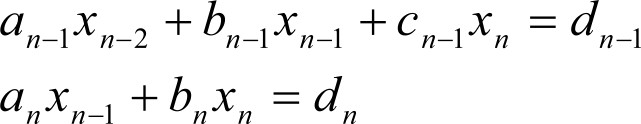 a_{n-1}x_{n-2} + b_{n-1}x_{n-1} + c_{n-1}x_n = d_{n-1}
a_n x_{n-1} + b_n x_n = d_n